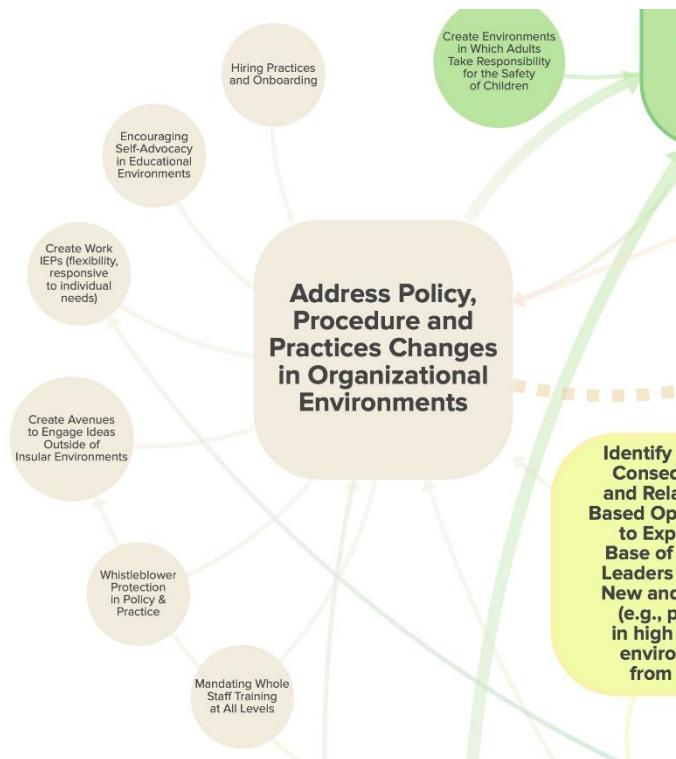 Create Environments
in Which Adults
Take Responsibility
for the Safety
of Children
Hiring Practices
and Onboarding
Encouraging
Self-Advocacy
in Educational
Environments
Create Work
IEPs (flexibility,
responsive
to individual
needs)
Address Policy,
Procedure and
Practices Changes
in Organizational
Environments
Create Avenues
to Engage Ideas
Outside of
Insular Environments
Identify
Consec
and Rela
Based Op
to Exp
Base of
Leaders
New and
(e.g., p
in high
enviro
from
Whistleblower
Protection
in Policy &
Practice
Mandating Whole
Staff Training
at All Levels